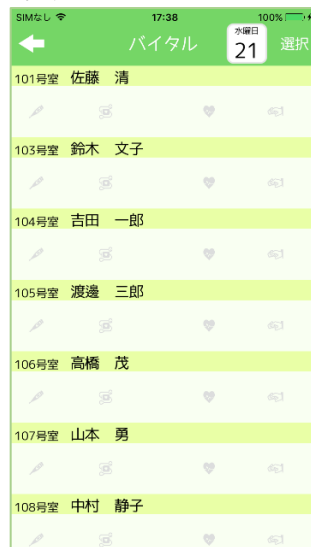 SIMなし 17:38 100%
バイタル 水曜日 21 選択
101号室 佐藤 清
103号室 鈴木 文子
104号室 吉田 一郎
105号室 渡邊 三郎
106号室 高橋 茂
107号室 山本 勇
108号室 中村 静子